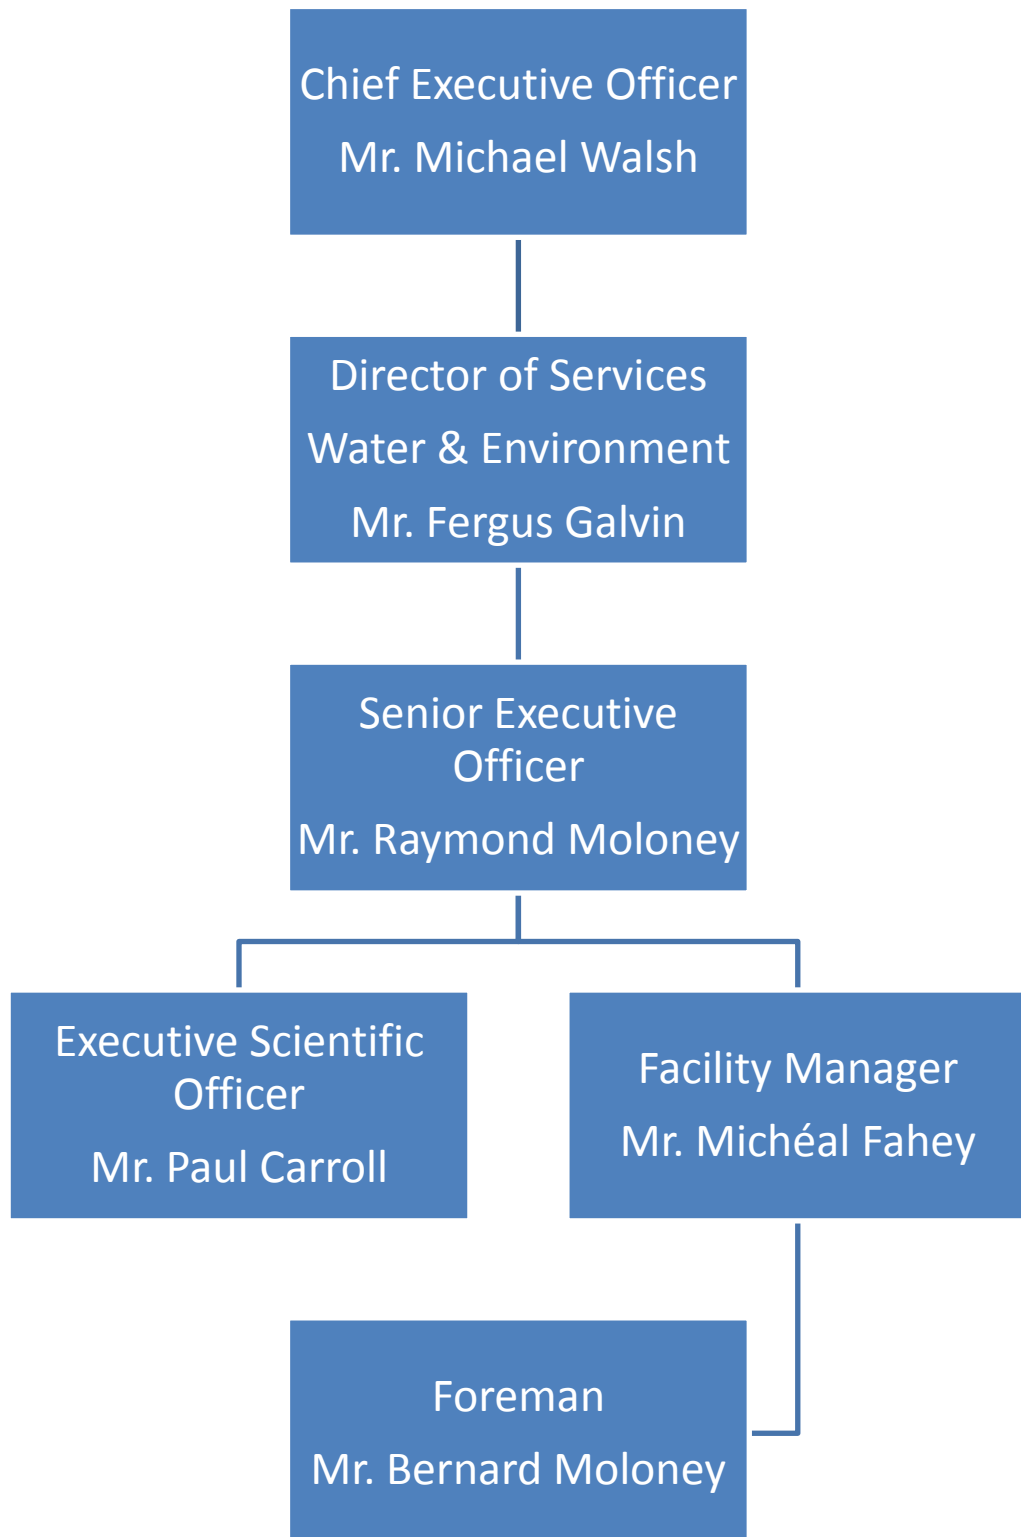 Chief Executive Officer
Mr. Michael Walsh
Director of Services
Water & Environment
Mr. Fergus Galvin
Senior Executive
Officer
Mr. Raymond Moloney
Executive Scientific
Officer
Mr. Paul Carroll
Facility Manager
Mr. Michéal Fahey
Foreman
Mr. Bernard Moloney